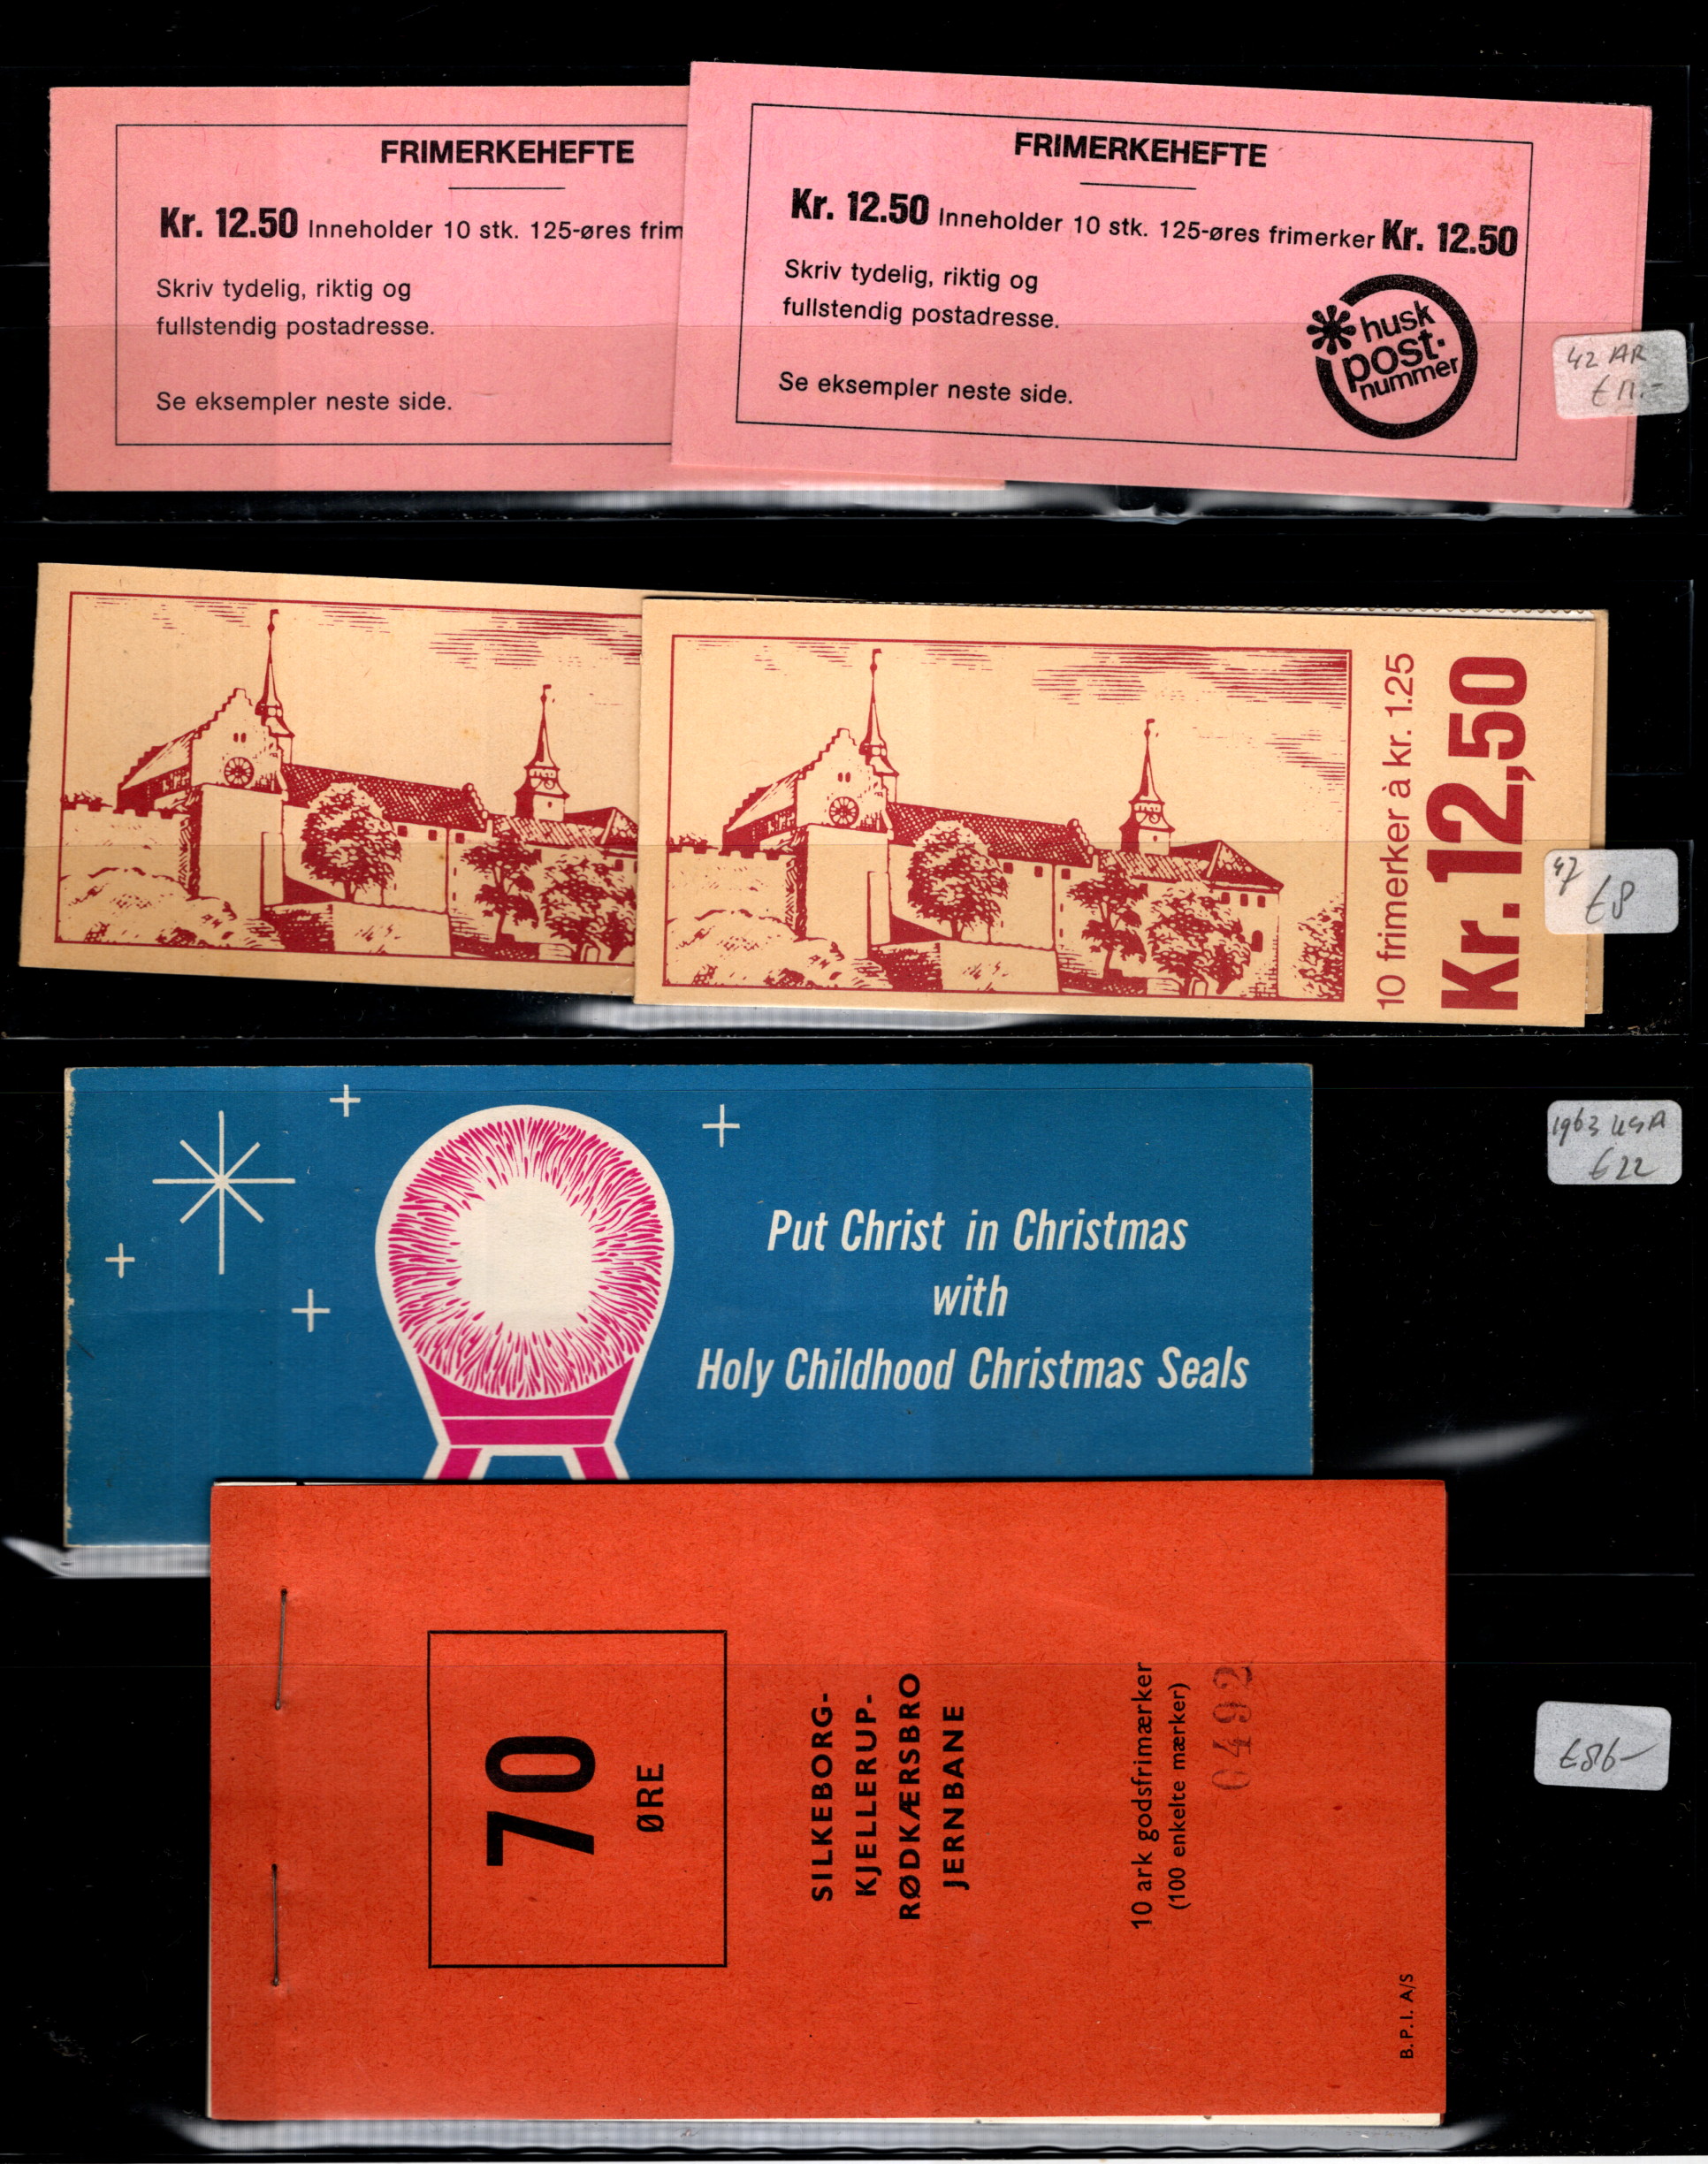 FRIMERKEHEFTE
Kr. 12.50 Inneholder 10 stk. 125-øres frim
Skriv tydelig, riktig og
fullstendig postadresse.
Se eksempler neste side.
FRIMERKEHEFTE
Kr. 12.50 Inneholder 10 stk. 125-øres frimerker Kr. 12.50
Skriv tydelig, riktig og
fullstendig postadresse.
Se eksempler neste side.
husk
post-
nummer
42 AR
€ 11.-
10 frimerker à kr. 1.25
Kr. 12,50
47
€8
Put Christ in Christmas
with
Holy Childhood Christmas Seals
1963 USA
€22
70
ØRE
SILKEBORG-
KJELLERUP-
RØDKÆRSBRO
JERNBANE
10 ark godsfrimærker
(100 enkelte mærker)
0492
B.P.I. A/S